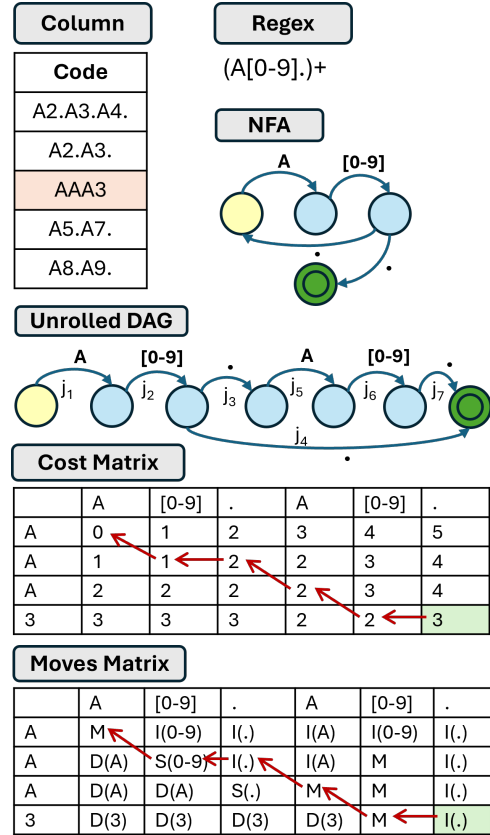 Column
Regex
Code
A2.A3.A4.
A2.A3.
AAA3
A5.A7.
A8.A9.
(A[0-9].)+
NFA
A
[0-9]
.
.
Unrolled DAG
A [0-9] . A [0-9] .
j1 j2 j3 j5 j6 j7
j4
.
Cost Matrix
A [0-9] . A [0-9] .
A 0 1 2 3 4 5
A 1 1 2 2 3 4
A 2 2 2 2 3 4
3 3 3 3 2 2 3
Moves Matrix
A [0-9] . A [0-9] .
A M I(0-9) I(.) I(A) I(0-9) I(.)
A D(A) S(0-9) I(.) I(A) M I(.)
A D(A) D(A) S(.) M M I(.)
3 D(3) D(3) D(3) D(3) M I(.)